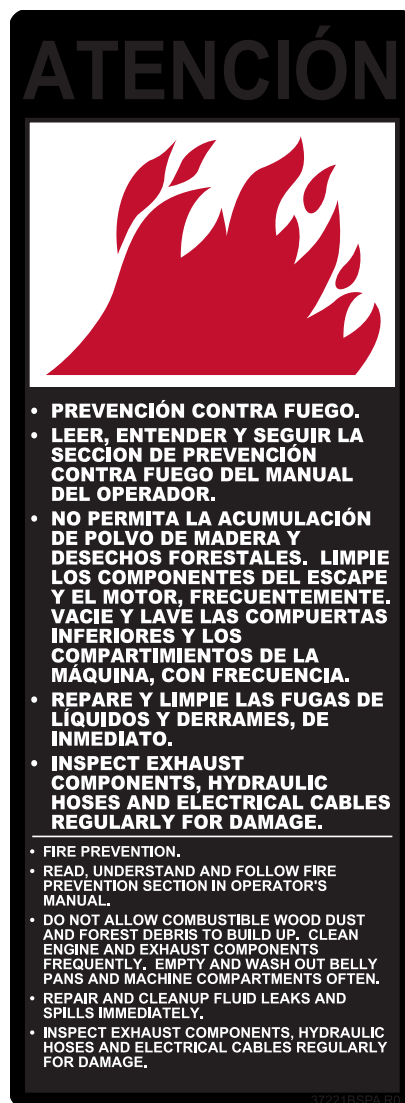 ATENCIÓN
• PREVENCIÓN CONTRA FUEGO.
• LEER, ENTENDER Y SEGUIR LA
SECCION DE PREVENCIÓN
CONTRA FUEGO DEL MANUAL
DEL OPERADOR.
• NO PERMITA LA ACUMULACIÓN
DE POLVO DE MADERA Y
DESECHOS FORESTALES. LIMPIE
LOS COMPONENTES DEL ESCAPE
Y EL MOTOR, FRECUENTEMENTE.
VACIE Y LAVE LAS COMPUERTAS
INFERIORES Y LOS
COMPARTIMIENTOS DE LA
MÁQUINA, CON FRECUENCIA.
• REPARE Y LIMPIE LAS FUGAS DE
LÍQUIDOS Y DERRAMES, DE
INMEDIATO.
• INSPECT EXHAUST
COMPONENTS, HYDRAULIC
HOSES AND ELECTRICAL CABLES
REGULARLY FOR DAMAGE.
• FIRE PREVENTION.
• READ, UNDERSTAND AND FOLLOW FIRE
PREVENTION SECTION IN OPERATOR'S
MANUAL.
• DO NOT ALLOW COMBUSTIBLE WOOD DUST
AND FOREST DEBRIS TO BUILD UP. CLEAN
ENGINE AND EXHAUST COMPONENTS
FREQUENTLY. EMPTY AND WASH OUT BELLY
PANS AND MACHINE COMPARTMENTS OFTEN.
• REPAIR AND CLEANUP FLUID LEAKS AND
SPILLS IMMEDIATELY.
• INSPECT EXHAUST COMPONENTS, HYDRAULIC
HOSES AND ELECTRICAL CABLES REGULARLY
FOR DAMAGE.
37221BSPA R0